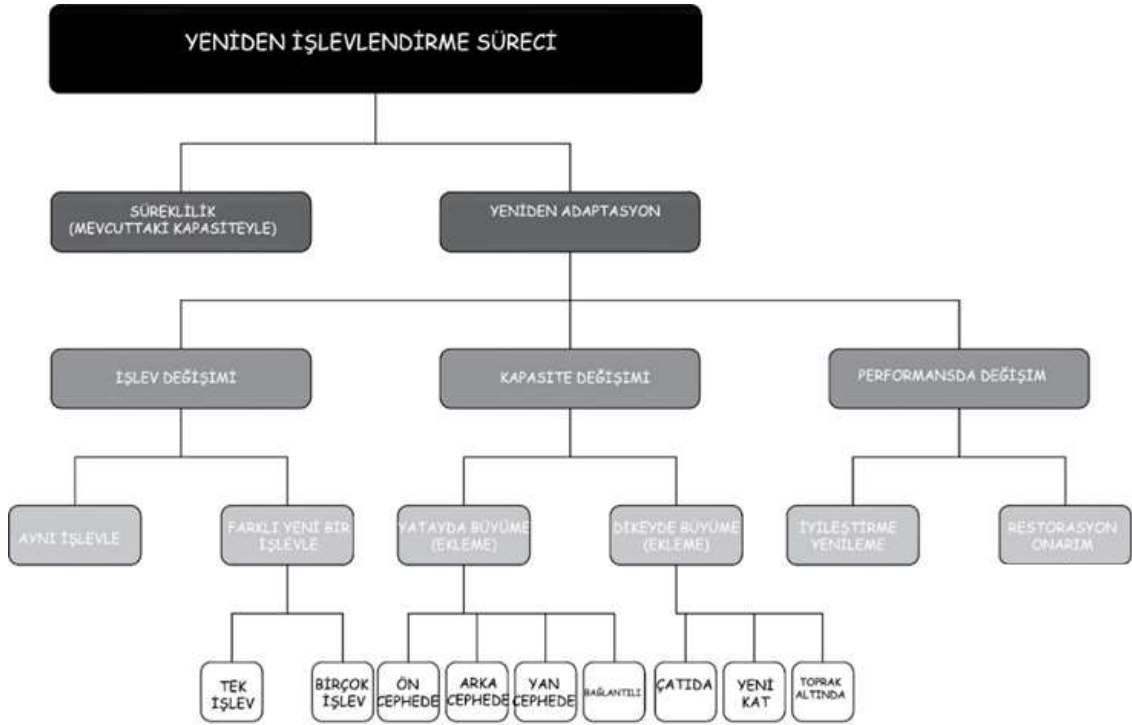 YENİDEN İŞLEVLENDİRME SÜRECİ
SÜREKLİLİK
(MEVCUTTAKİ KAPASİTEYLE)
YENİDEN ADAPTASYON
İŞLEV DEĞİŞİMİ
KAPASİTE DEĞİŞİMİ
PERFORMANSDA DEĞİŞİM
AYNI İŞLEVLE
FARKLI YENİ BİR
İŞLEVLE
YATAYDA BÜYÜME
(EKLEME)
DİKEYDE BÜYÜME
(EKLEME)
İYİLEŞTİRME
YENİLEME
RESTORASYON
ONARIM
TEK
İŞLEV
BİRÇOK
İŞLEV
ÖN
CEPHEDE
ARKA
CEPHEDE
YAN
CEPHEDE
BAĞLANTILI
ÇATIDA
YENİ
KAT
TOPRAK
ALTINDA